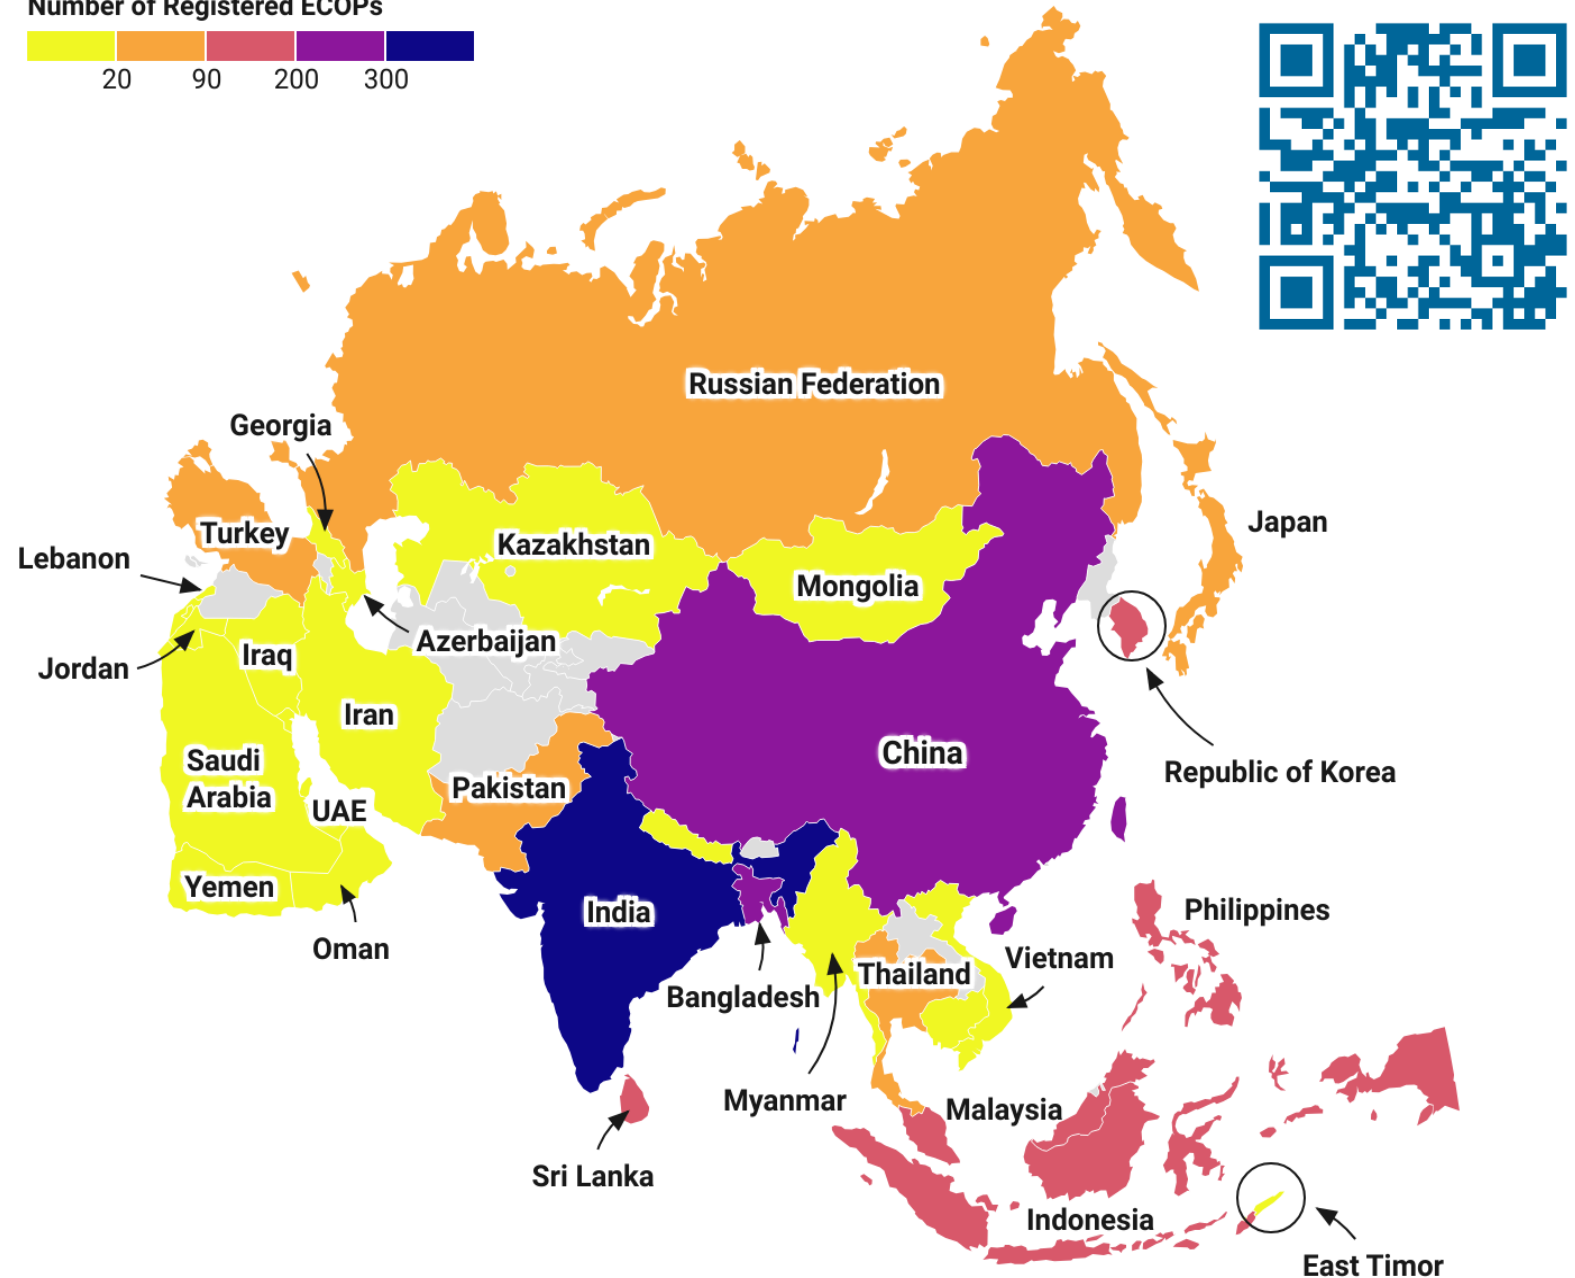 Number of Registered ECOPs
20 90 200 300
Russian Federation
Georgia
Turkey
Japan
Lebanon
Kazakhstan
Mongolia
Azerbaijan
Jordan
Iraq
Iran
China
Republic of Korea
Saudi
Arabia
Pakistan
UAE
Yemen
India
Philippines
Oman
Vietnam
Thailand
Bangladesh
Myanmar
Malaysia
Sri Lanka
Indonesia
East Timor